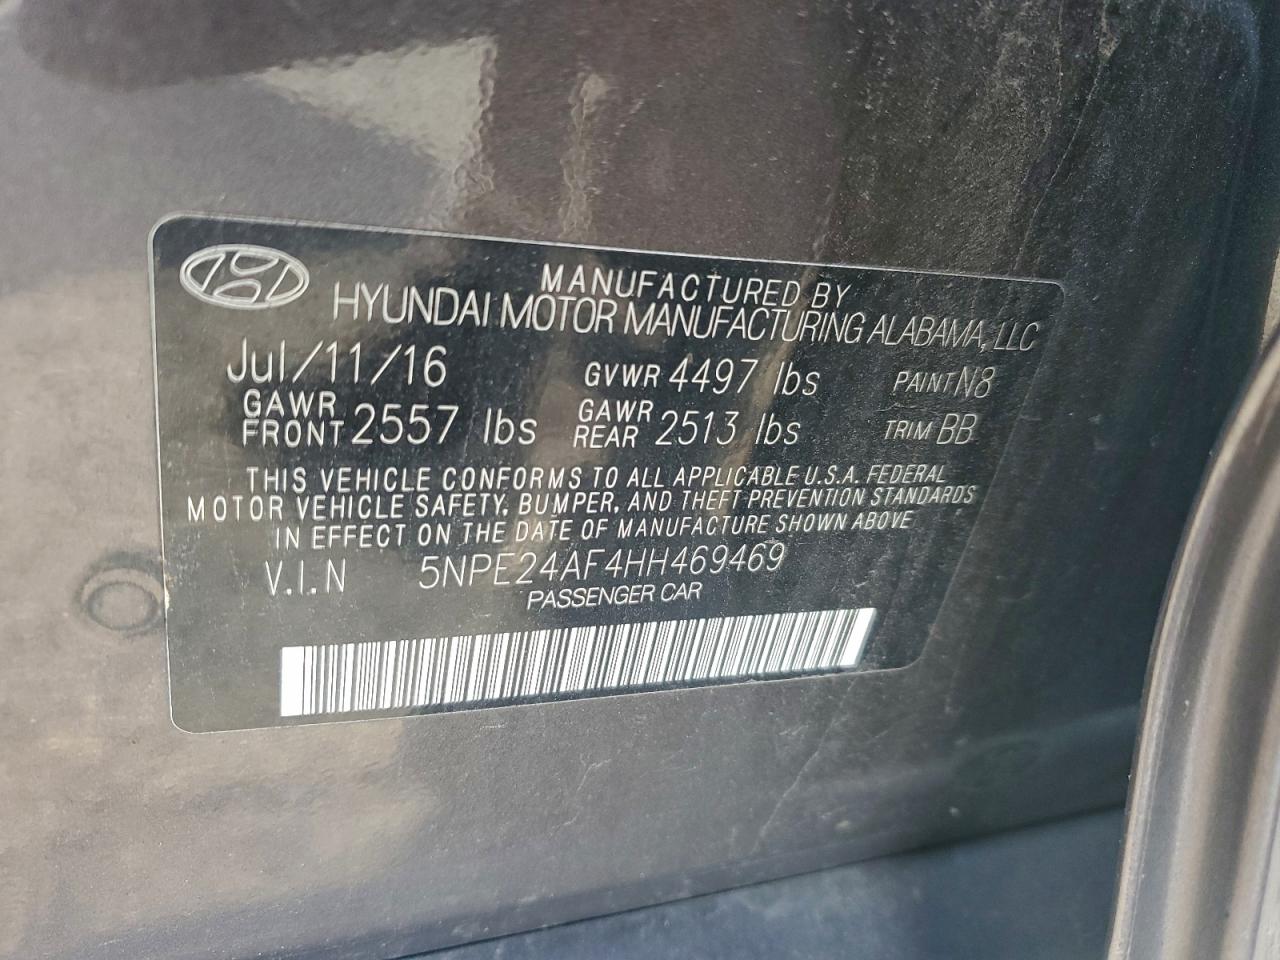 MANUFACTURED BY
HYUNDAI MOTOR MANUFACTURING ALABAMA, LLC
Jul/11/16 GVWR 4497 lbs PAINT N8
GAWR FRONT 2557 lbs GAWR REAR 2513 lbs TRIM BB
THIS VEHICLE CONFORMS TO ALL APPLICABLE U.S.A. FEDERAL
MOTOR VEHICLE SAFETY, BUMPER, AND THEFT PREVENTION STANDARDS
IN EFFECT ON THE DATE OF MANUFACTURE SHOWN ABOVE
V.I.N 5NPE24AF4HH469469
PASSENGER CAR